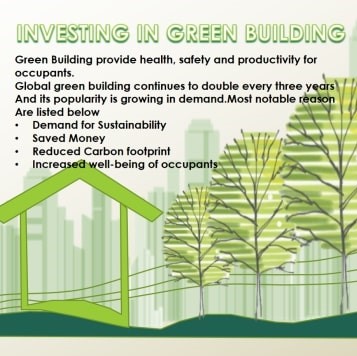 INVESTING IN GREEN BUILDING
Green Building provide health, safety and productivity for
occupants.
Global green building continues to double every three years
And its popularity is growing in demand.Most notable reason
Are listed below
• Demand for Sustainability
• Saved Money
• Reduced Carbon footprint
• Increased well-being of occupants